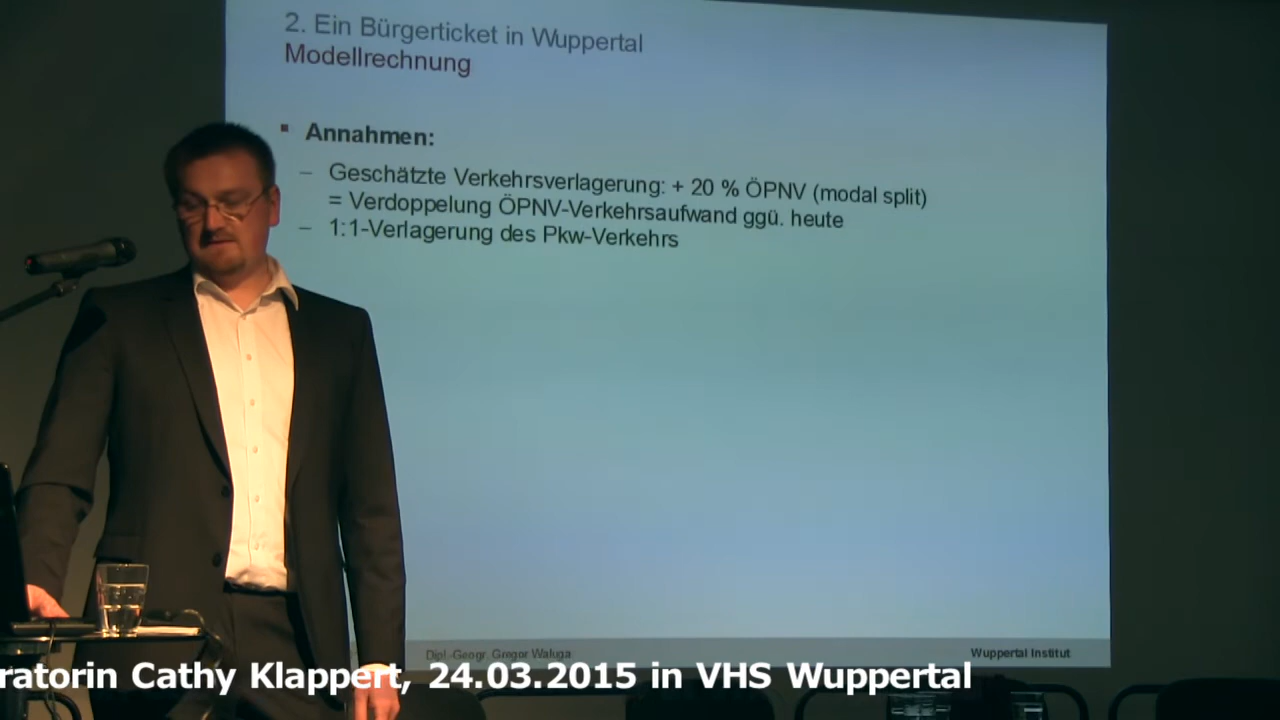 2. Ein Bürgerticket in Wuppertal
Modellrechnung
Annahmen:
– Geschätzte Verkehrsverlagerung: + 20 % ÖPNV (modal split)
= Verdoppelung ÖPNV-Verkehrsaufwand ggü. heute
– 1:1-Verlagerung des Pkw-Verkehrs
Dipl.-Geogr. Gregor Waluga
Wuppertal Institut
ratorin Cathy Klappert, 24.03.2015 in VHS Wuppertal